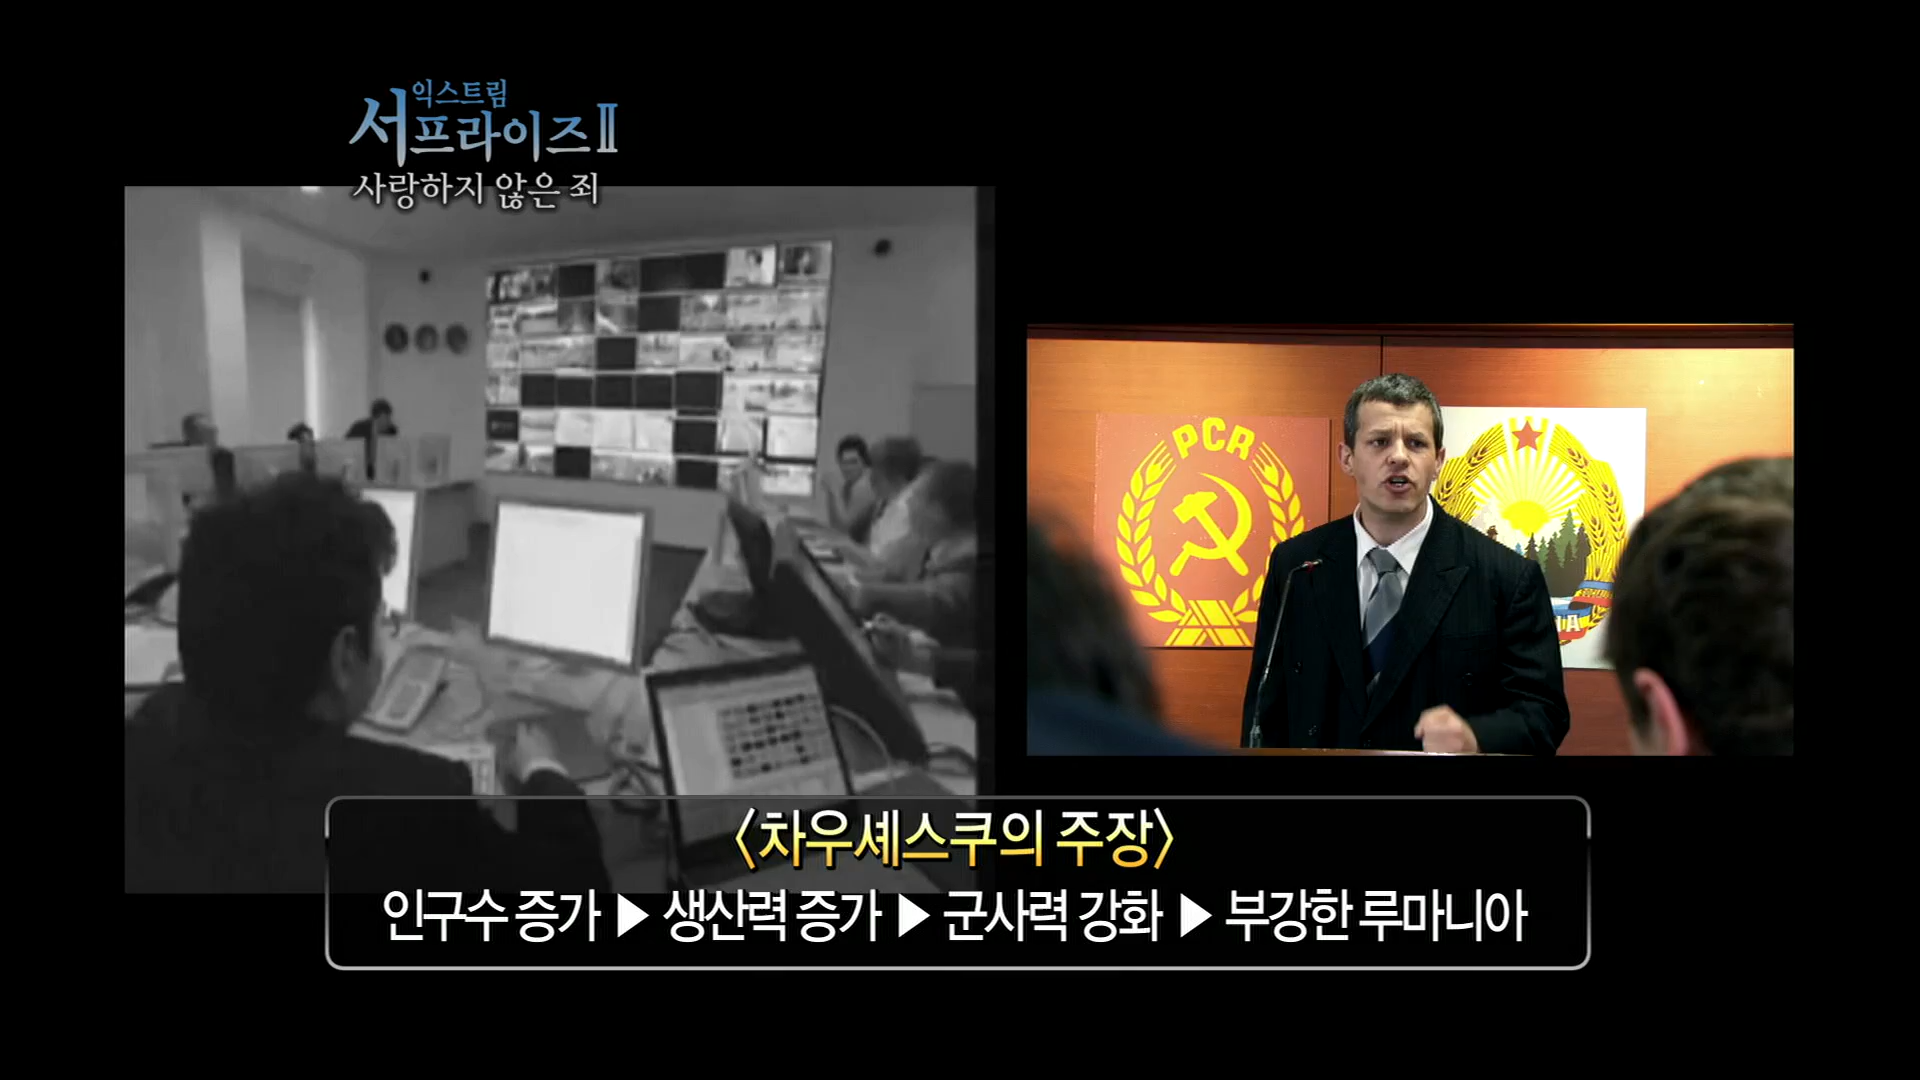 익스트림
서프라이즈 Ⅱ
사랑하지 않은 죄
PCR
〈차우셰스쿠의 주장〉
인구수 증가 ▶ 생산력 증가 ▶ 군사력 강화 ▶ 부강한 루마니아